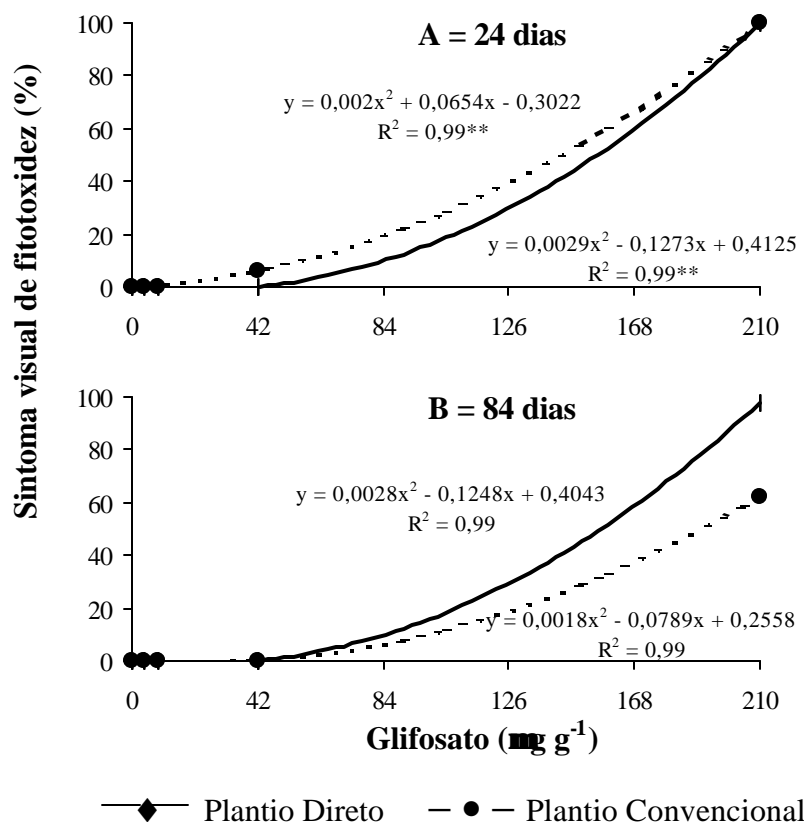 Sintoma visual de fitotoxidez (%)
A = 24 dias
100
80
60
40
20
0
y = 0,002x² + 0,0654x - 0,3022
R² = 0,99**
y = 0,0029x² - 0,1273x + 0,4125
R² = 0,99**
0 42 84 126 168 210
B = 84 dias
100
80
60
40
20
0
y = 0,0028x² - 0,1248x + 0,4043
R² = 0,99
y = 0,0018x² - 0,0789x + 0,2558
R² = 0,99
0 42 84 126 168 210
Glifosato ( g⁻¹)
Plantio Direto
Plantio Convencional